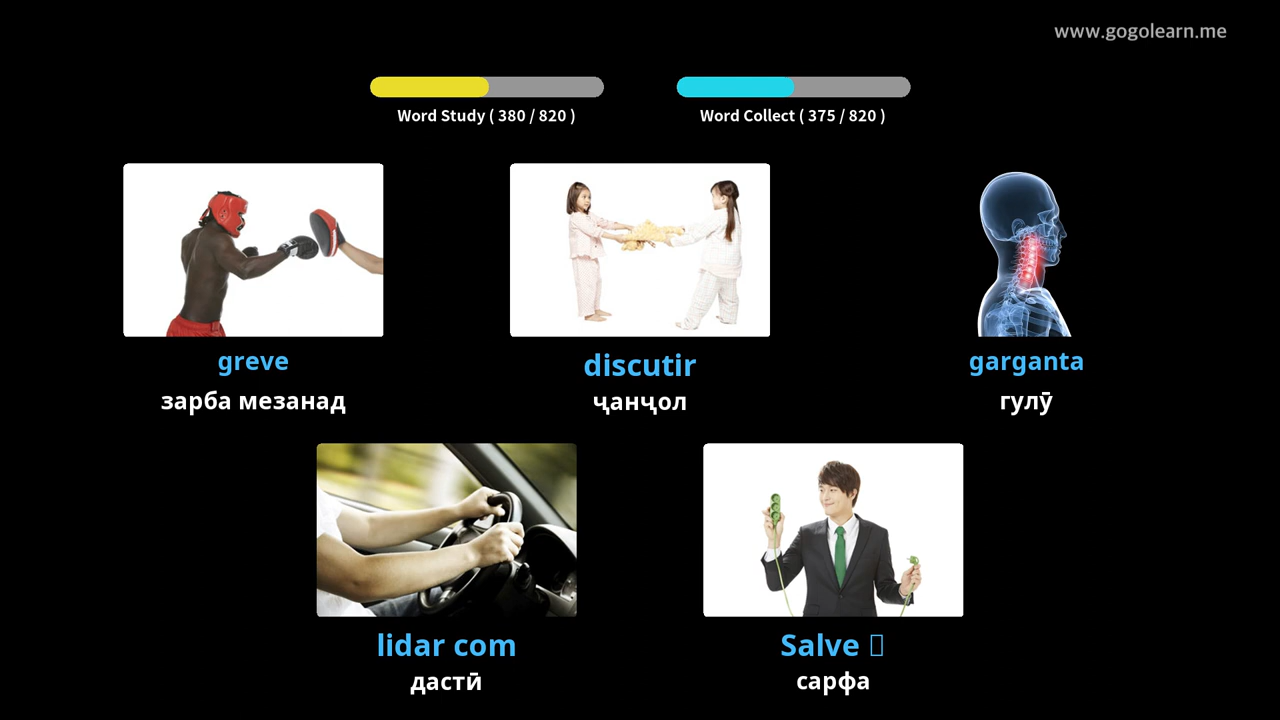 www.gogolearn.me
Word Study ( 380 / 820 )
Word Collect ( 375 / 820 )
greve
зарба мезанад
discutir
ҷанҷол
garganta
гулӯ
lidar com
дастӣ
Salve
сарфа